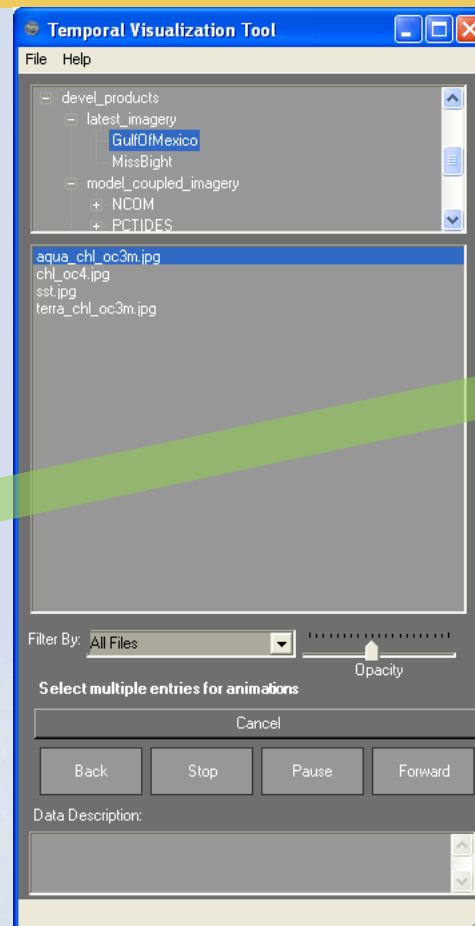 Temporal Visualization Tool
File Help
devel_products
latest_imagery
GulfOfMexico
MissBight
model_coupled_imagery
NCOM
PCTIDES
aqua_chl_oc3m.jpg
chl_oc4.jpg
sst.jpg
terra_chl_oc3m.jpg
Filter By: All Files
Opacity
Select multiple entries for animations
Cancel
Back Stop Pause Forward
Data Description: